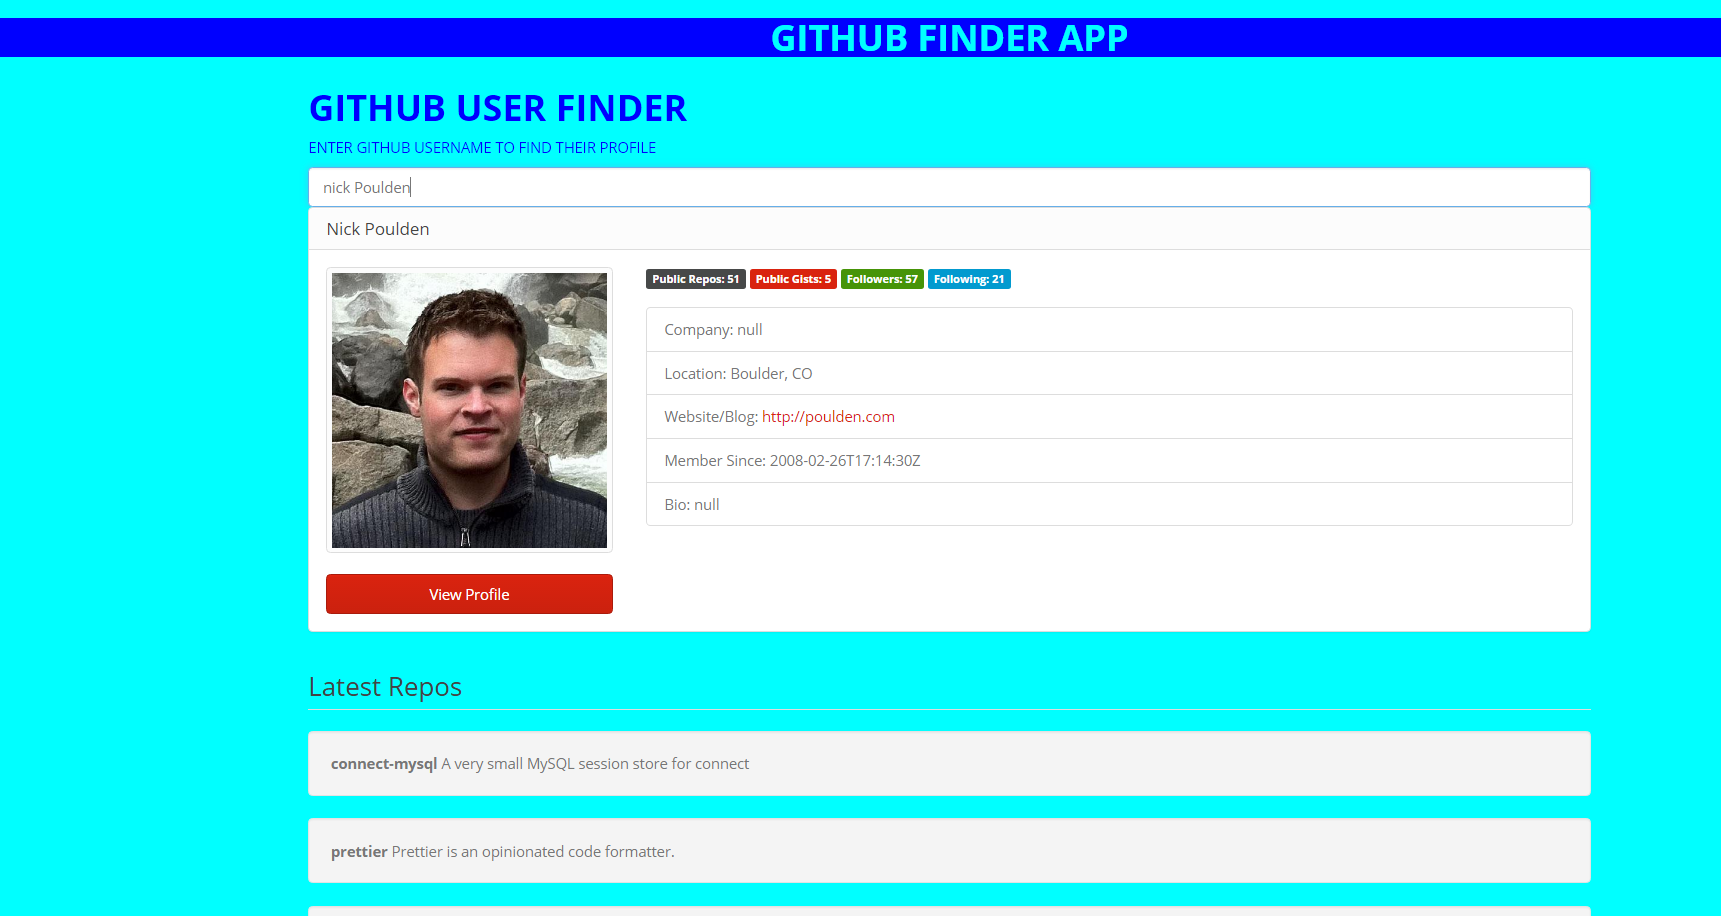 GITHUB FINDER APP
GITHUB USER FINDER
ENTER GITHUB USERNAME TO FIND THEIR PROFILE
nick Poulden
Nick Poulden
Public Repos: 51 Public Gists: 5 Followers: 57 Following: 21
Company: null
Location: Boulder, CO
Website/Blog: http://poulden.com
Member Since: 2008-02-26T17:14:30Z
Bio: null
View Profile
Latest Repos
connect-mysql A very small MySQL session store for connect
prettier Prettier is an opinionated code formatter.